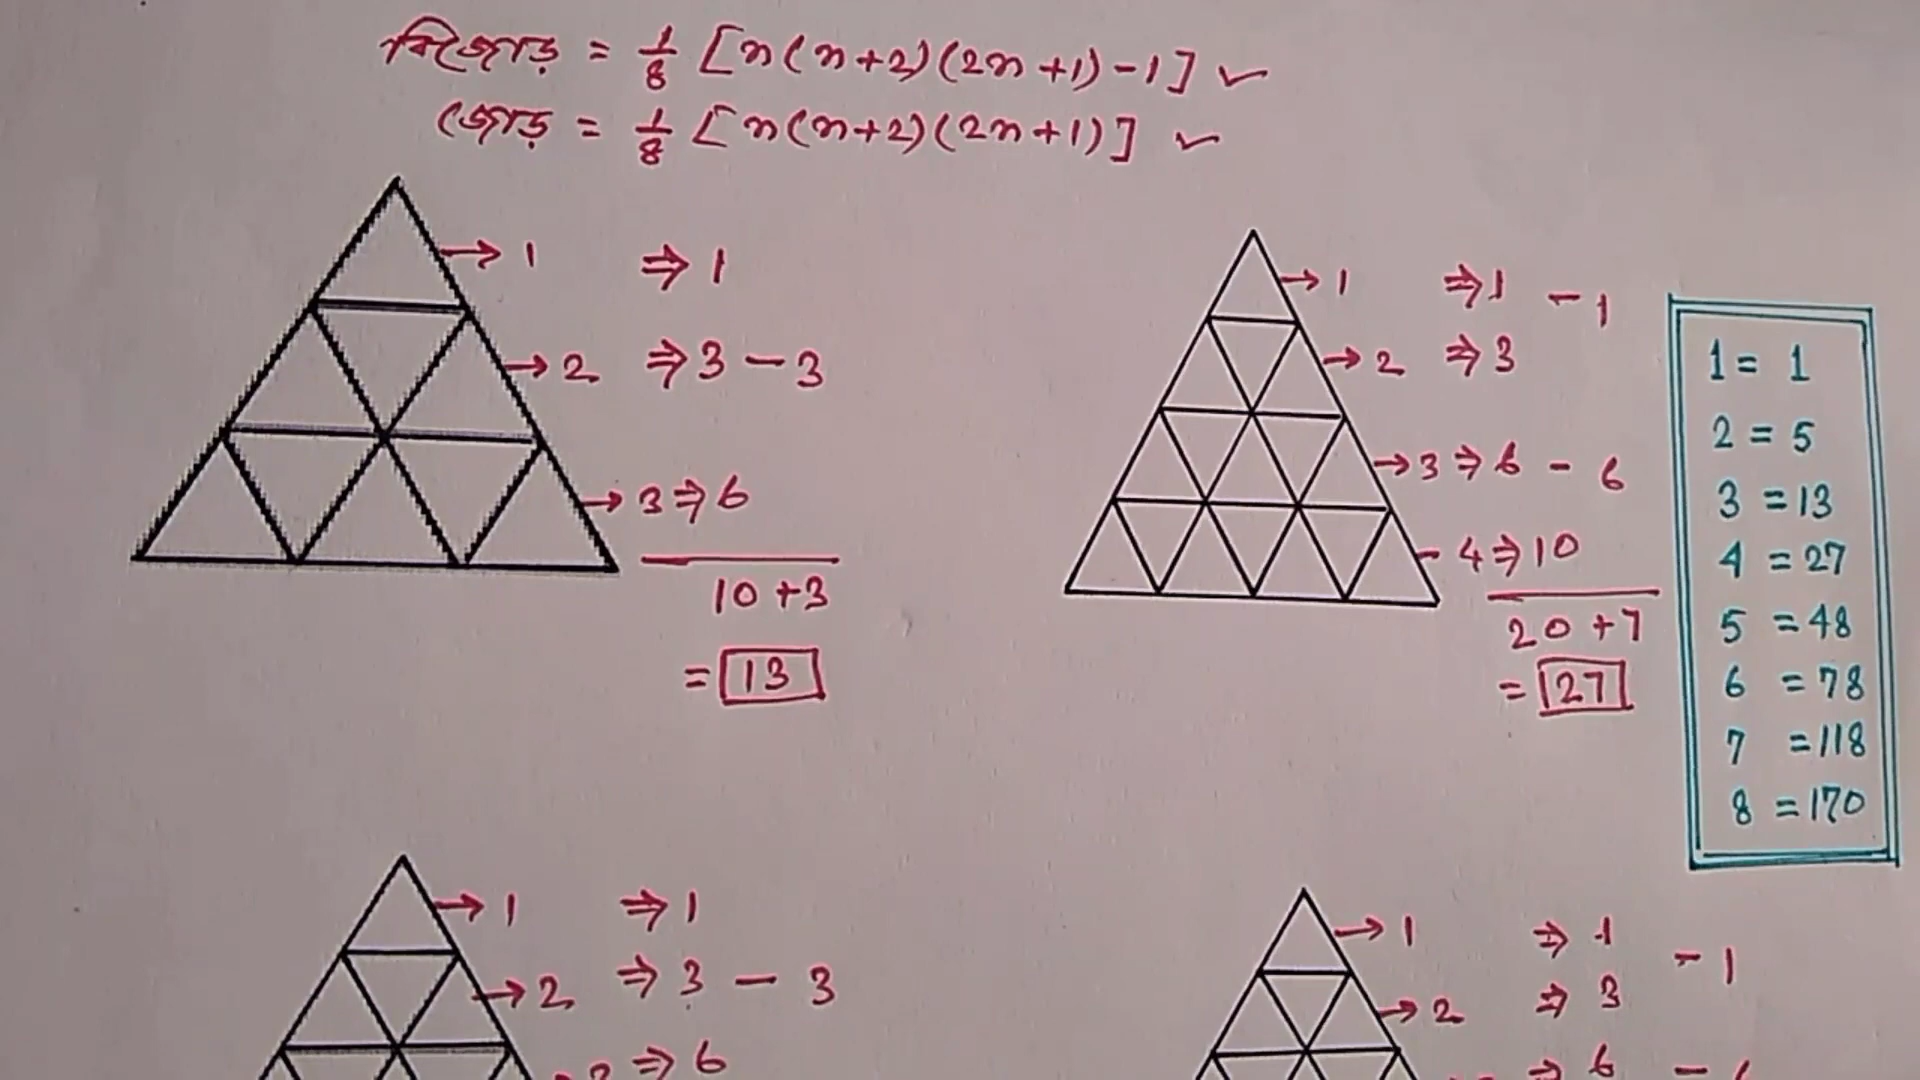 বিজোড় = 1/8 [n(n+2)(2n+1)-1] ✓
জোড় = 1/8 [n(n+2)(2n+1)] ✓
→ 1 ⇒ 1
→ 2 ⇒ 3 – 3
→ 3 ⇒ 6
10 + 3
= 13
→ 1 ⇒ 1 – 1
→ 2 ⇒ 3
→ 3 ⇒ 6 – 6
– 4 ⇒ 10
20 + 7
= 27
1 = 1
2 = 5
3 = 13
4 = 27
5 = 48
6 = 78
7 = 118
8 = 170
→ 1 ⇒ 1
→ 2 ⇒ 3 – 3
⇒ 6
→ 1 ⇒ 1 – 1
→ 2 ⇒ 3
⇒ 6 –